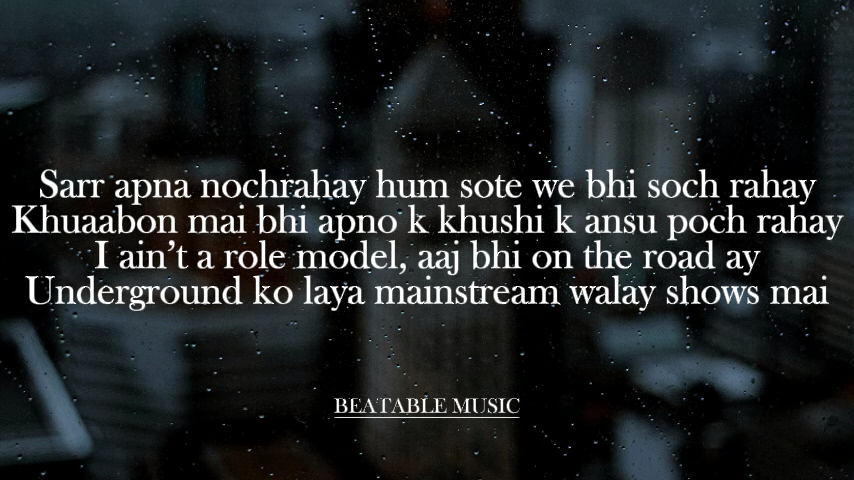 Sarr apna nochrahay hum sote we bhi soch rahay
Khuaabon mai bhi apno k khushi k ansu poch rahay
I ain't a role model, aaj bhi on the road ay
Underground ko laya mainstream walay shows mai
BEATABLE MUSIC